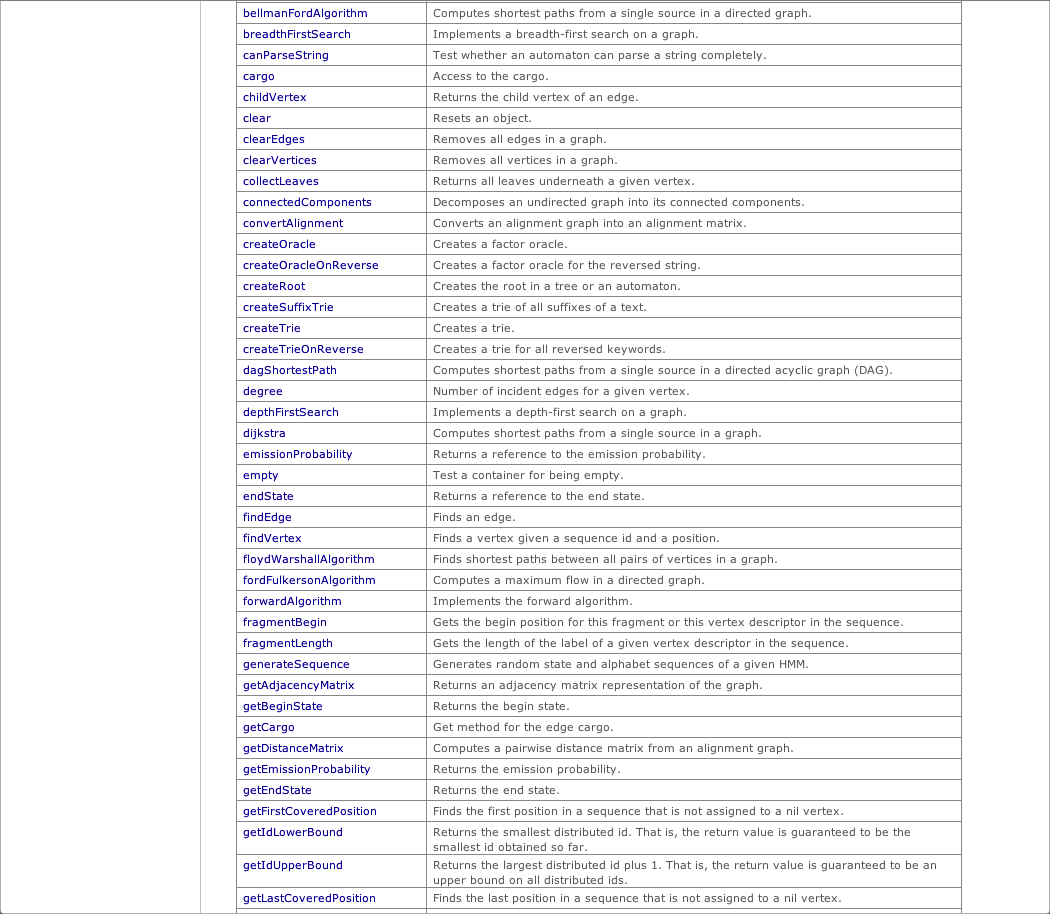 bellmanFordAlgorithm Computes shortest paths from a single source in a directed graph.
breadthFirstSearch Implements a breadth-first search on a graph.
canParseString Test whether an automaton can parse a string completely.
cargo Access to the cargo.
childVertex Returns the child vertex of an edge.
clear Resets an object.
clearEdges Removes all edges in a graph.
clearVertices Removes all vertices in a graph.
collectLeaves Returns all leaves underneath a given vertex.
connectedComponents Decomposes an undirected graph into its connected components.
convertAlignment Converts an alignment graph into an alignment matrix.
createOracle Creates a factor oracle.
createOracleOnReverse Creates a factor oracle for the reversed string.
createRoot Creates the root in a tree or an automaton.
createSuffixTrie Creates a trie of all suffixes of a text.
createTrie Creates a trie.
createTrieOnReverse Creates a trie for all reversed keywords.
dagShortestPath Computes shortest paths from a single source in a directed acyclic graph (DAG).
degree Number of incident edges for a given vertex.
depthFirstSearch Implements a depth-first search on a graph.
dijkstra Computes shortest paths from a single source in a graph.
emissionProbability Returns a reference to the emission probability.
empty Test a container for being empty.
endState Returns a reference to the end state.
findEdge Finds an edge.
findVertex Finds a vertex given a sequence id and a position.
floydWarshallAlgorithm Finds shortest paths between all pairs of vertices in a graph.
fordFulkersonAlgorithm Computes a maximum flow in a directed graph.
forwardAlgorithm Implements the forward algorithm.
fragmentBegin Gets the begin position for this fragment or this vertex descriptor in the sequence.
fragmentLength Gets the length of the label of a given vertex descriptor in the sequence.
generateSequence Generates random state and alphabet sequences of a given HMM.
getAdjacencyMatrix Returns an adjacency matrix representation of the graph.
getBeginState Returns the begin state.
getCargo Get method for the edge cargo.
getDistanceMatrix Computes a pairwise distance matrix from an alignment graph.
getEmissionProbability Returns the emission probability.
getEndState Returns the end state.
getFirstCoveredPosition Finds the first position in a sequence that is not assigned to a nil vertex.
getIdLowerBound Returns the smallest distributed id. That is, the return value is guaranteed to be the
smallest id obtained so far.
getIdUpperBound Returns the largest distributed id plus 1. That is, the return value is guaranteed to be an
upper bound on all distributed ids.
getLastCoveredPosition Finds the last position in a sequence that is not assigned to a nil vertex.